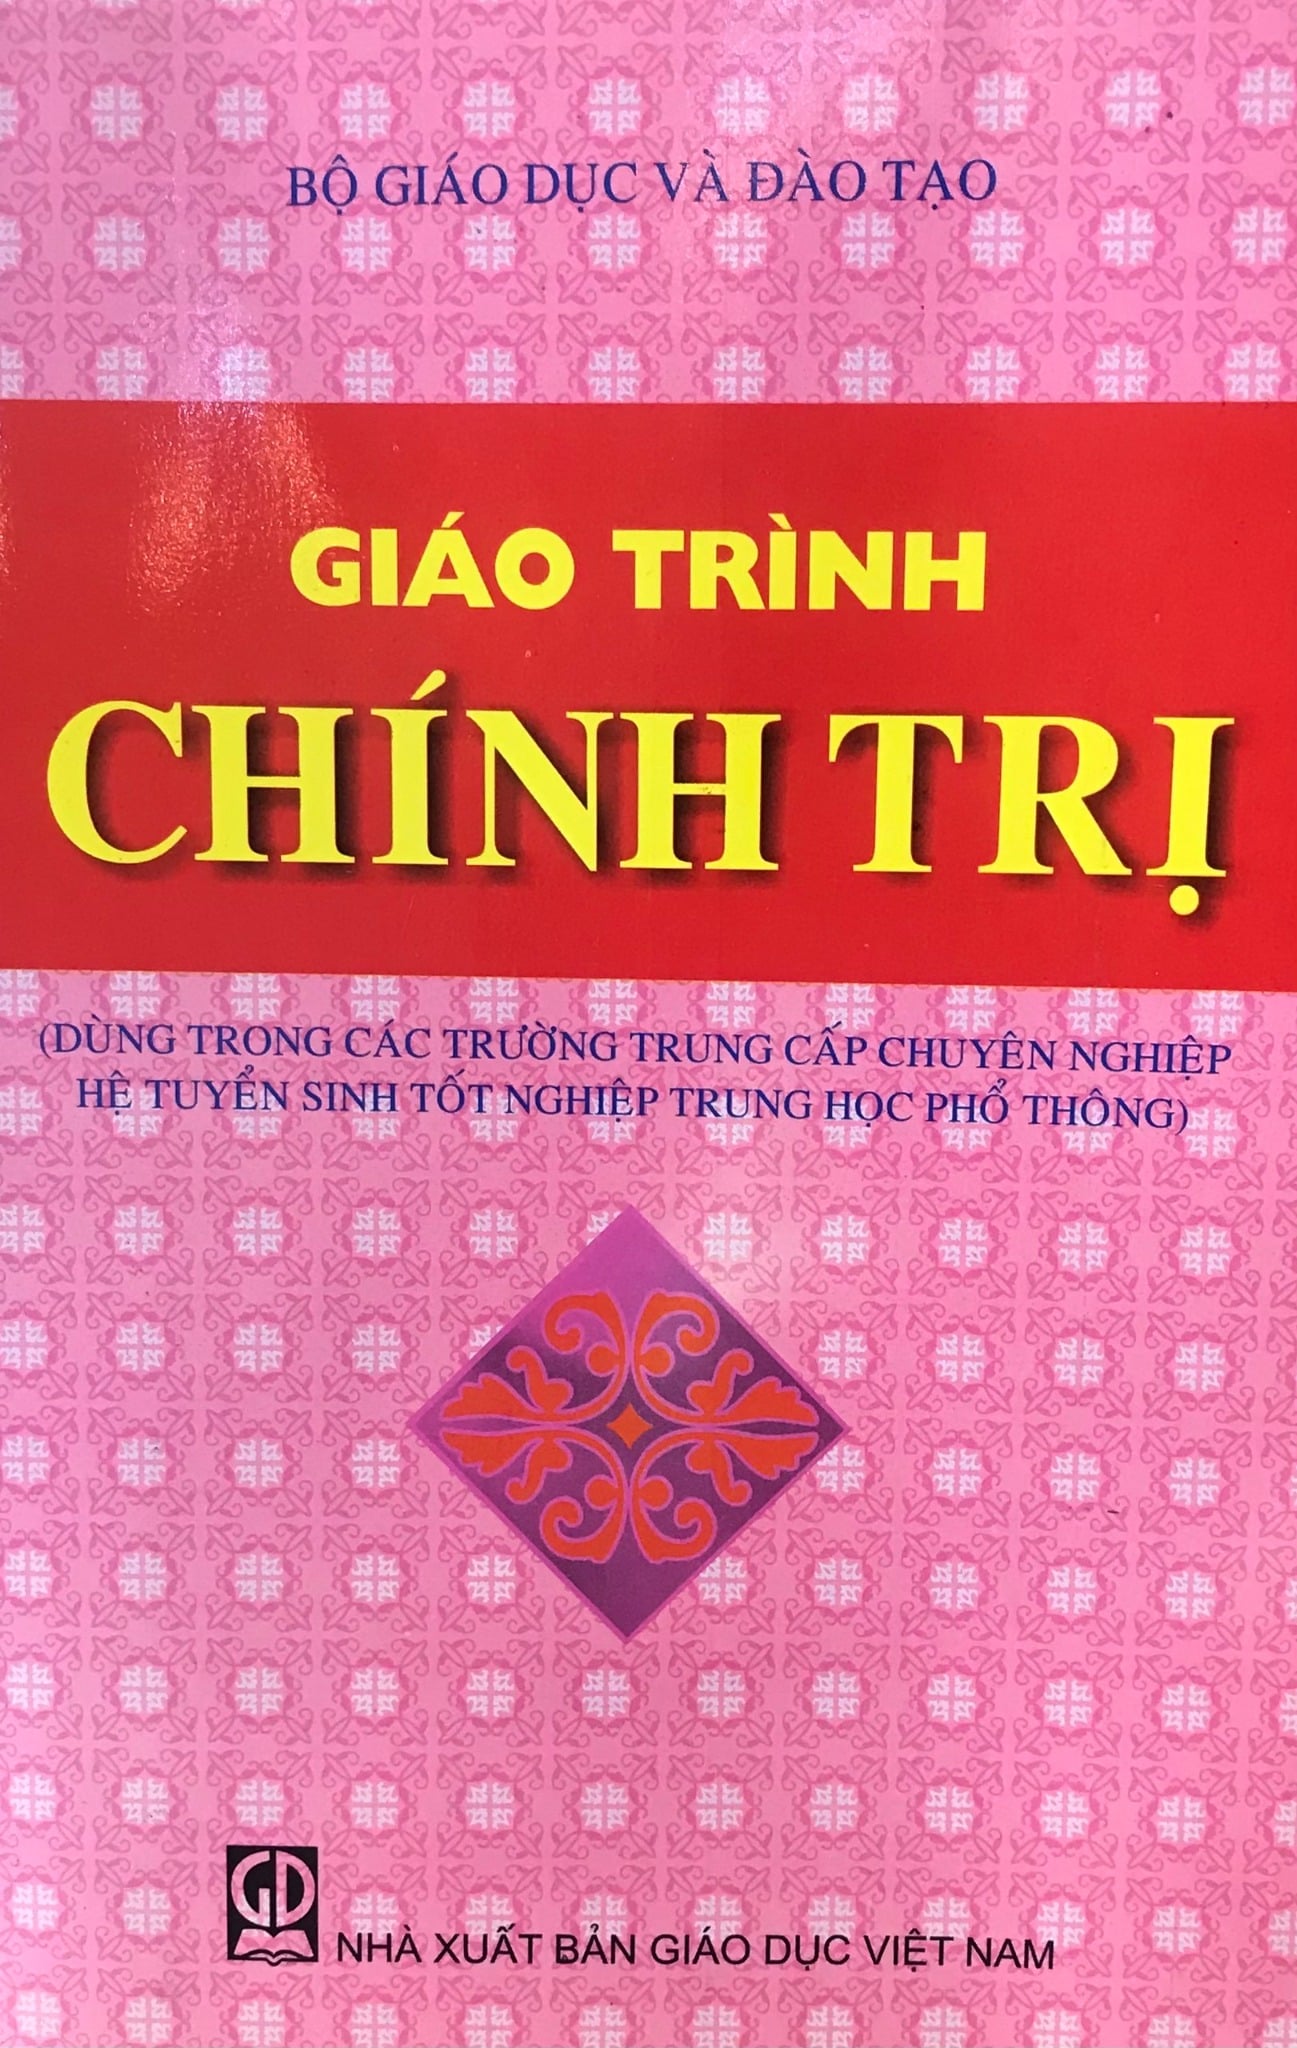 BỘ GIÁO DỤC VÀ ĐÀO TẠO
GIÁO TRÌNH
CHÍNH TRỊ
(DÙNG TRONG CÁC TRƯỜNG TRUNG CẤP CHUYÊN NGHIỆP
HỆ TUYỂN SINH TỐT NGHIỆP TRUNG HỌC PHỔ THÔNG)
GD
NHÀ XUẤT BẢN GIÁO DỤC VIỆT NAM